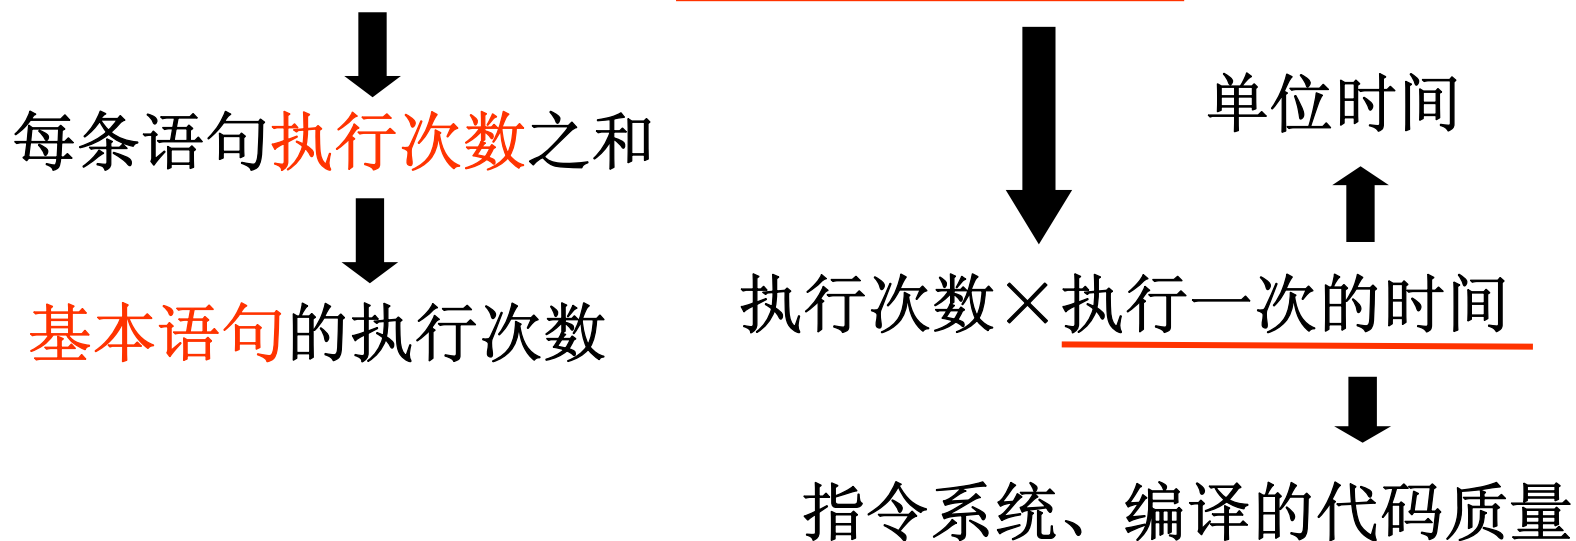 每条语句执行次数之和
基本语句的执行次数
单位时间
执行次数×执行一次的时间
指令系统、编译的代码质量